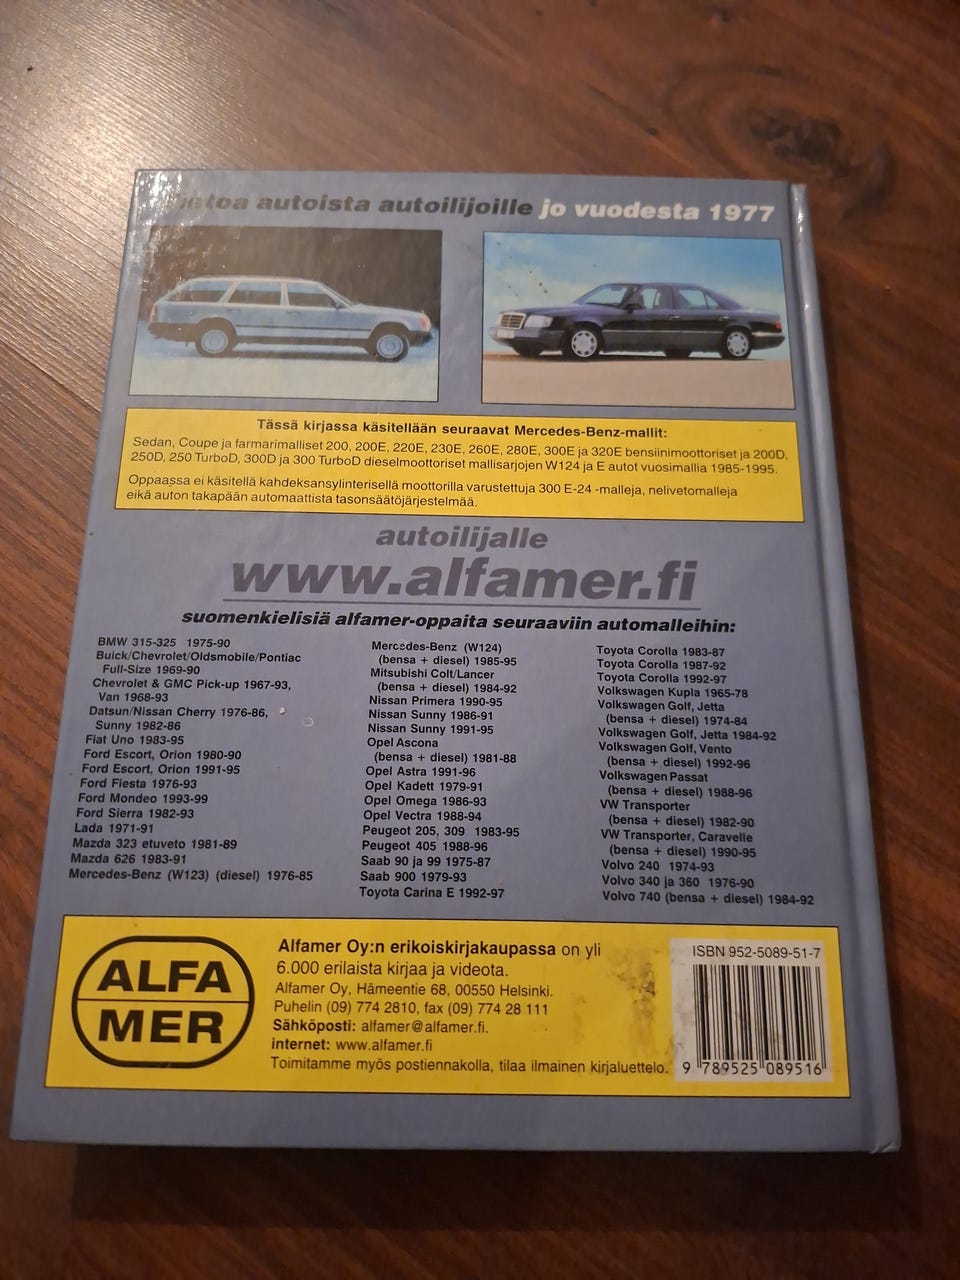 autoista autoilijoille jo vuodesta 1977
Tässä kirjassa käsitellään seuraavat Mercedes-Benz-mallit:
Sedan, Coupe ja farmarimalliset 200, 200E, 220E, 230E, 260E, 280E, 300E ja 320E bensiinimoottoriset ja 200D,
250D, 250 TurboD, 300D ja 300 TurboD dieselmoottoriset mallisarjojen W124 ja E autot vuosimallia 1985-1995.
Oppaassa ei käsitellä kahdeksansylinterisellä moottorilla varustettuja 300 E-24 -malleja, nelivetomalleja
eikä auton takapään automaattista tasonsäätöjärjestelmää.
autoilijalle
www.alfamer.fi
suomenkielisiä alfamer-oppaita seuraaviin automalleihin:
BMW 315-325 1975-90
Buick/Chevrolet/Oldsmobile/Pontiac
Full-Size 1969-90
Chevrolet & GMC Pick-up 1967-93,
Van 1968-93
Datsun/Nissan Cherry 1976-86,
Sunny 1982-86
Fiat Uno 1983-95
Ford Escort, Orion 1980-90
Ford Escort, Orion 1991-95
Ford Fiesta 1976-93
Ford Mondeo 1993-99
Ford Sierra 1982-93
Lada 1971-91
Mazda 323 etuveto 1981-89
Mazda 626 1983-91
Mercedes-Benz (W123) (diesel) 1976-85
Mercedes-Benz (W124)
(bensa + diesel) 1985-95
Mitsubishi Colt/Lancer
(bensa + diesel) 1984-92
Nissan Primera 1990-95
Nissan Sunny 1986-91
Nissan Sunny 1991-95
Opel Ascona
(bensa + diesel) 1981-88
Opel Astra 1991-96
Opel Kadett 1979-91
Opel Omega 1986-93
Opel Vectra 1988-94
Peugeot 205, 309 1983-95
Peugeot 405 1988-96
Saab 90 ja 99 1975-87
Saab 900 1979-93
Toyota Carina E 1992-97
Toyota Corolla 1983-87
Toyota Corolla 1987-92
Toyota Corolla 1992-97
Volkswagen Kupla 1965-78
Volkswagen Golf, Jetta
(bensa + diesel) 1974-84
Volkswagen Golf, Jetta 1984-92
Volkswagen Golf, Vento
(bensa + diesel) 1992-96
Volkswagen Passat
(bensa + diesel) 1988-96
VW Transporter
(bensa + diesel) 1982-90
VW Transporter, Caravelle
(bensa + diesel) 1990-95
Volvo 240 1974-93
Volvo 340 ja 360 1976-90
Volvo 740 (bensa + diesel) 1984-92
ALFA
MER
Alfamer Oy:n erikoiskirjakaupassa on yli
6.000 erilaista kirjaa ja videota.
Alfamer Oy, Hämeentie 68, 00550 Helsinki.
Puhelin (09) 774 2810, fax (09) 774 28 111
Sähköposti: alfamer@alfamer.fi.
internet: www.alfamer.fi
Toimitamme myös postiennakolla, tilaa ilmainen kirjaluettelo.
ISBN 952-5089-51-7
9 789525 089516